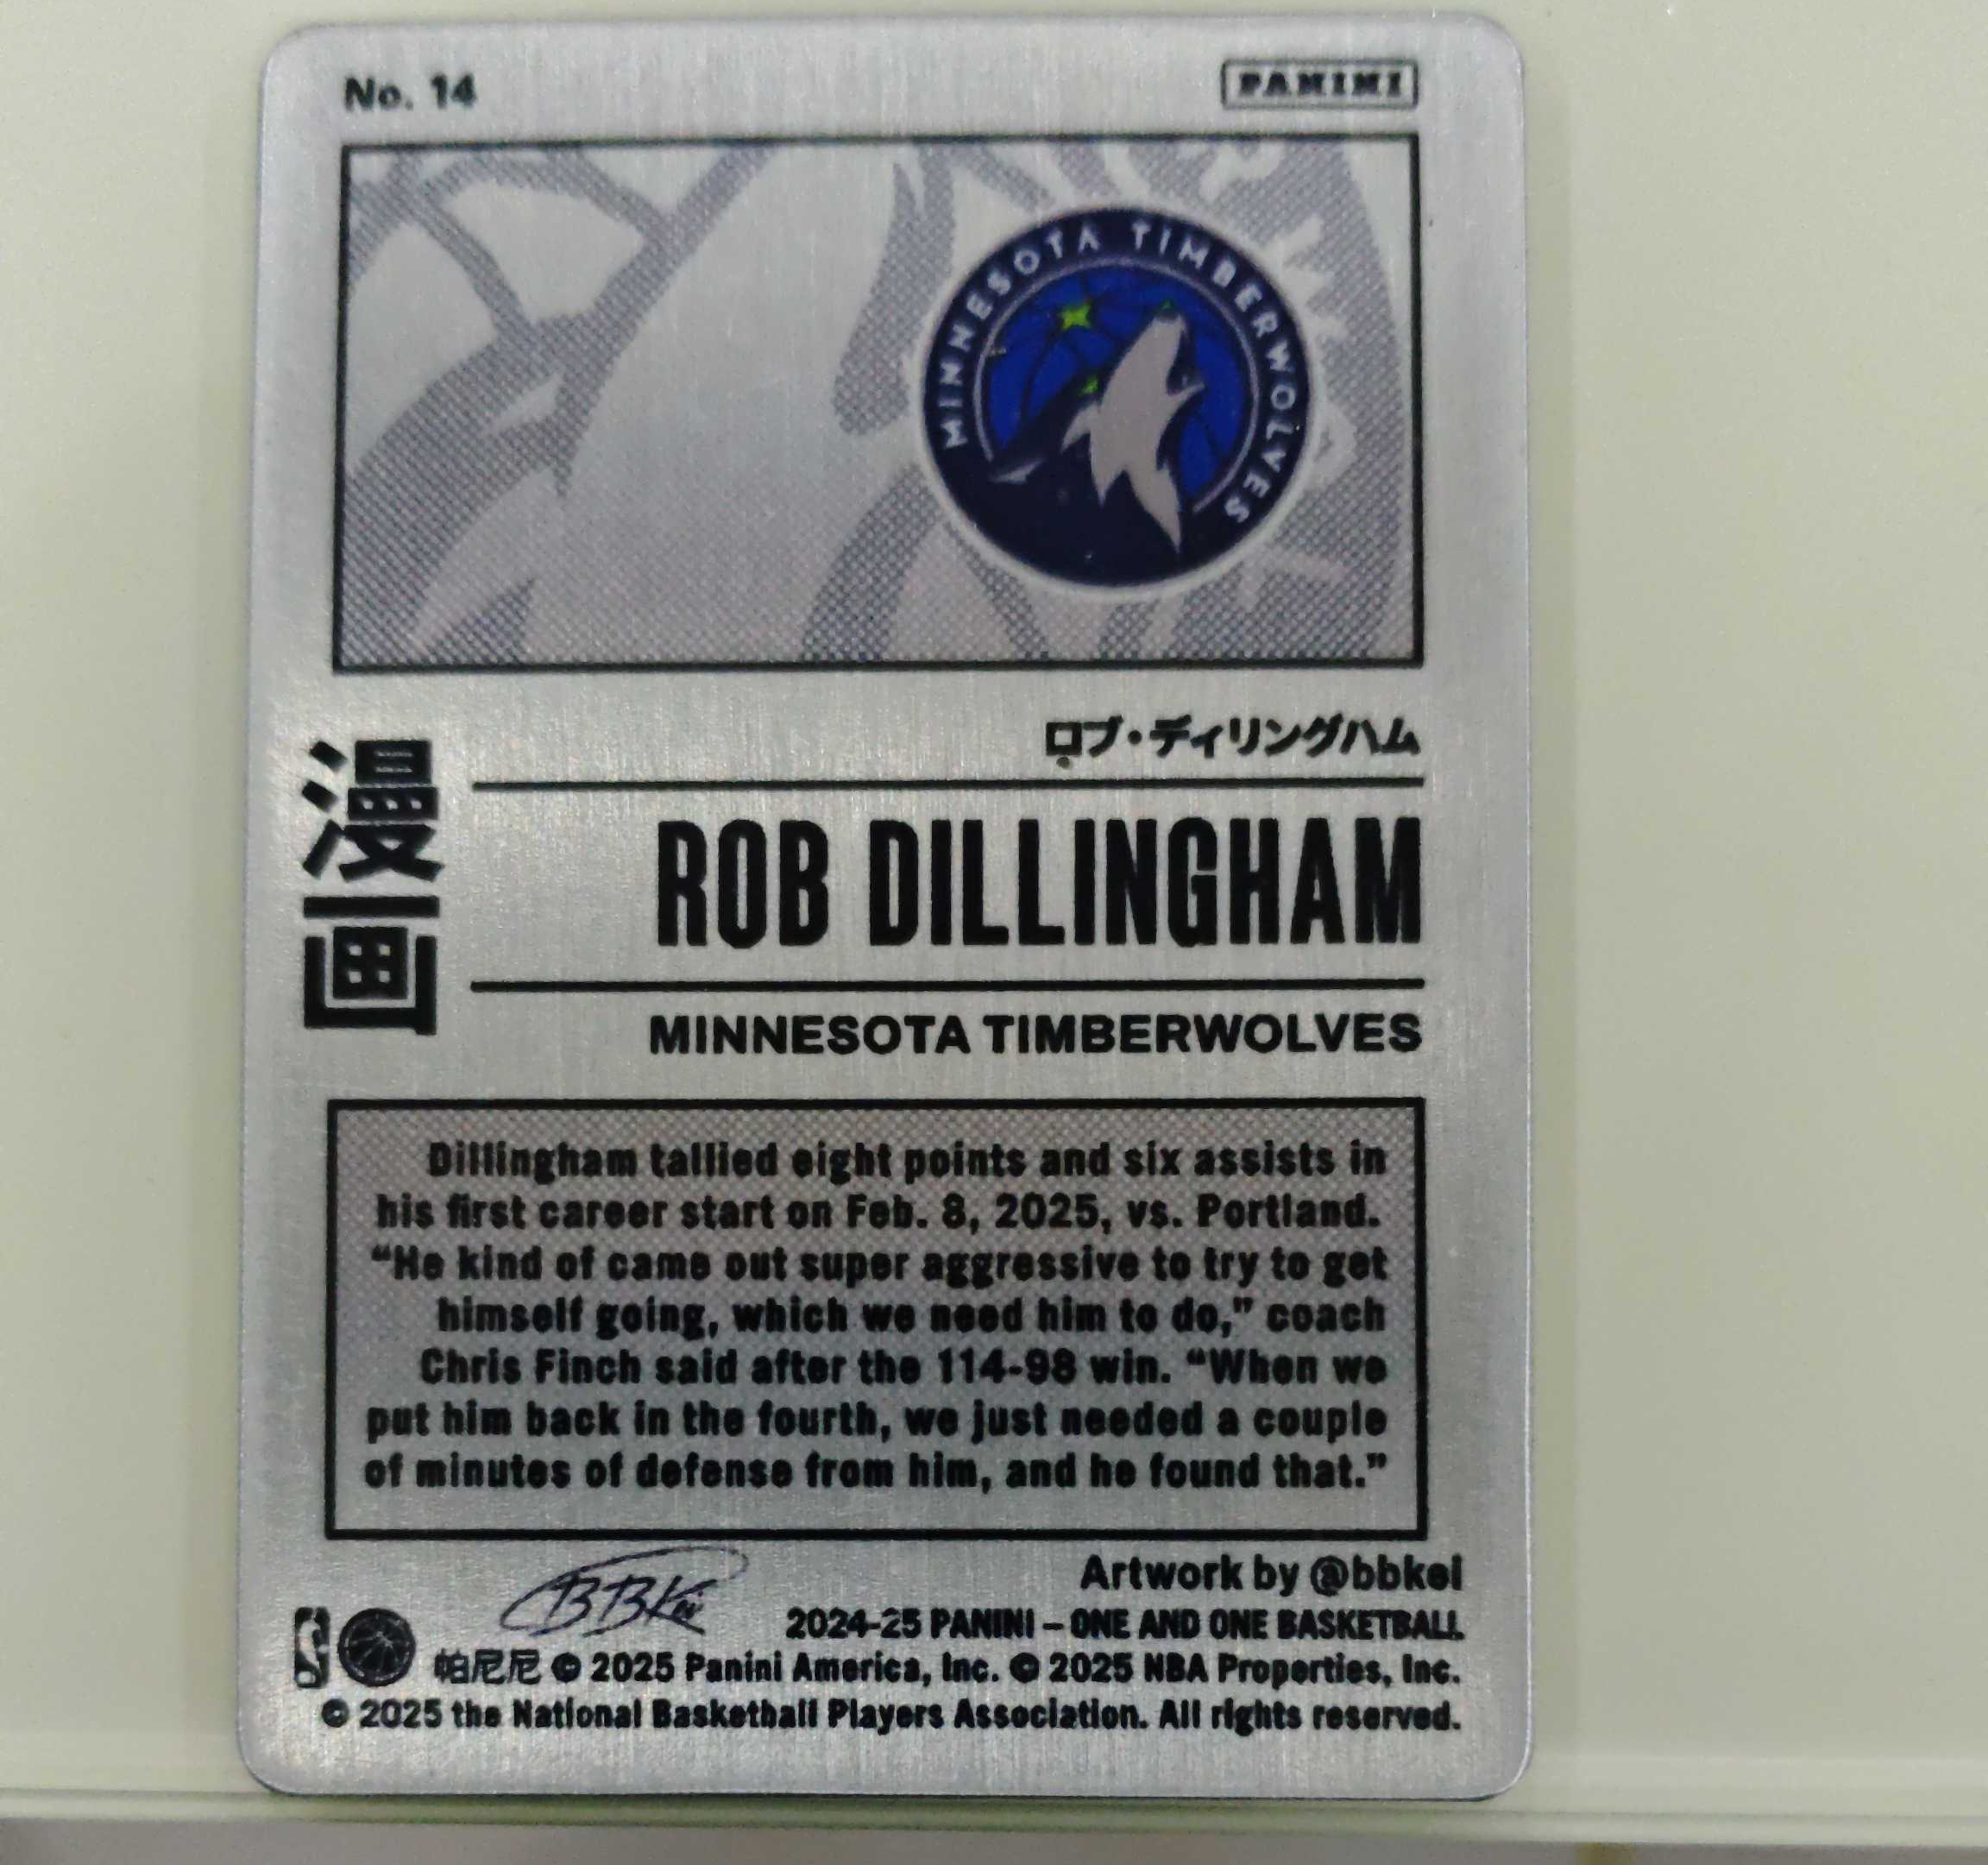 No. 14
PANINI
MINNESOTA TIMBERWOLVES
ロブ・ディリングハム
漫画
ROB DILLINGHAM
MINNESOTA TIMBERWOLVES
Dillingham tallied eight points and six assists in
his first career start on Feb. 8, 2025, vs. Portland.
“He kind of came out super aggressive to try to get
himself going, which we need him to do,” coach
Chris Finch said after the 114-98 win. “When we
put him back in the fourth, we just needed a couple
of minutes of defense from him, and he found that.”
BBKei
Artwork by @bbkei
2024-25 PANINI – ONE AND ONE BASKETBALL
帕尼尼 © 2025 Panini America, Inc. © 2025 NBA Properties, Inc.
© 2025 the National Basketball Players Association. All rights reserved.